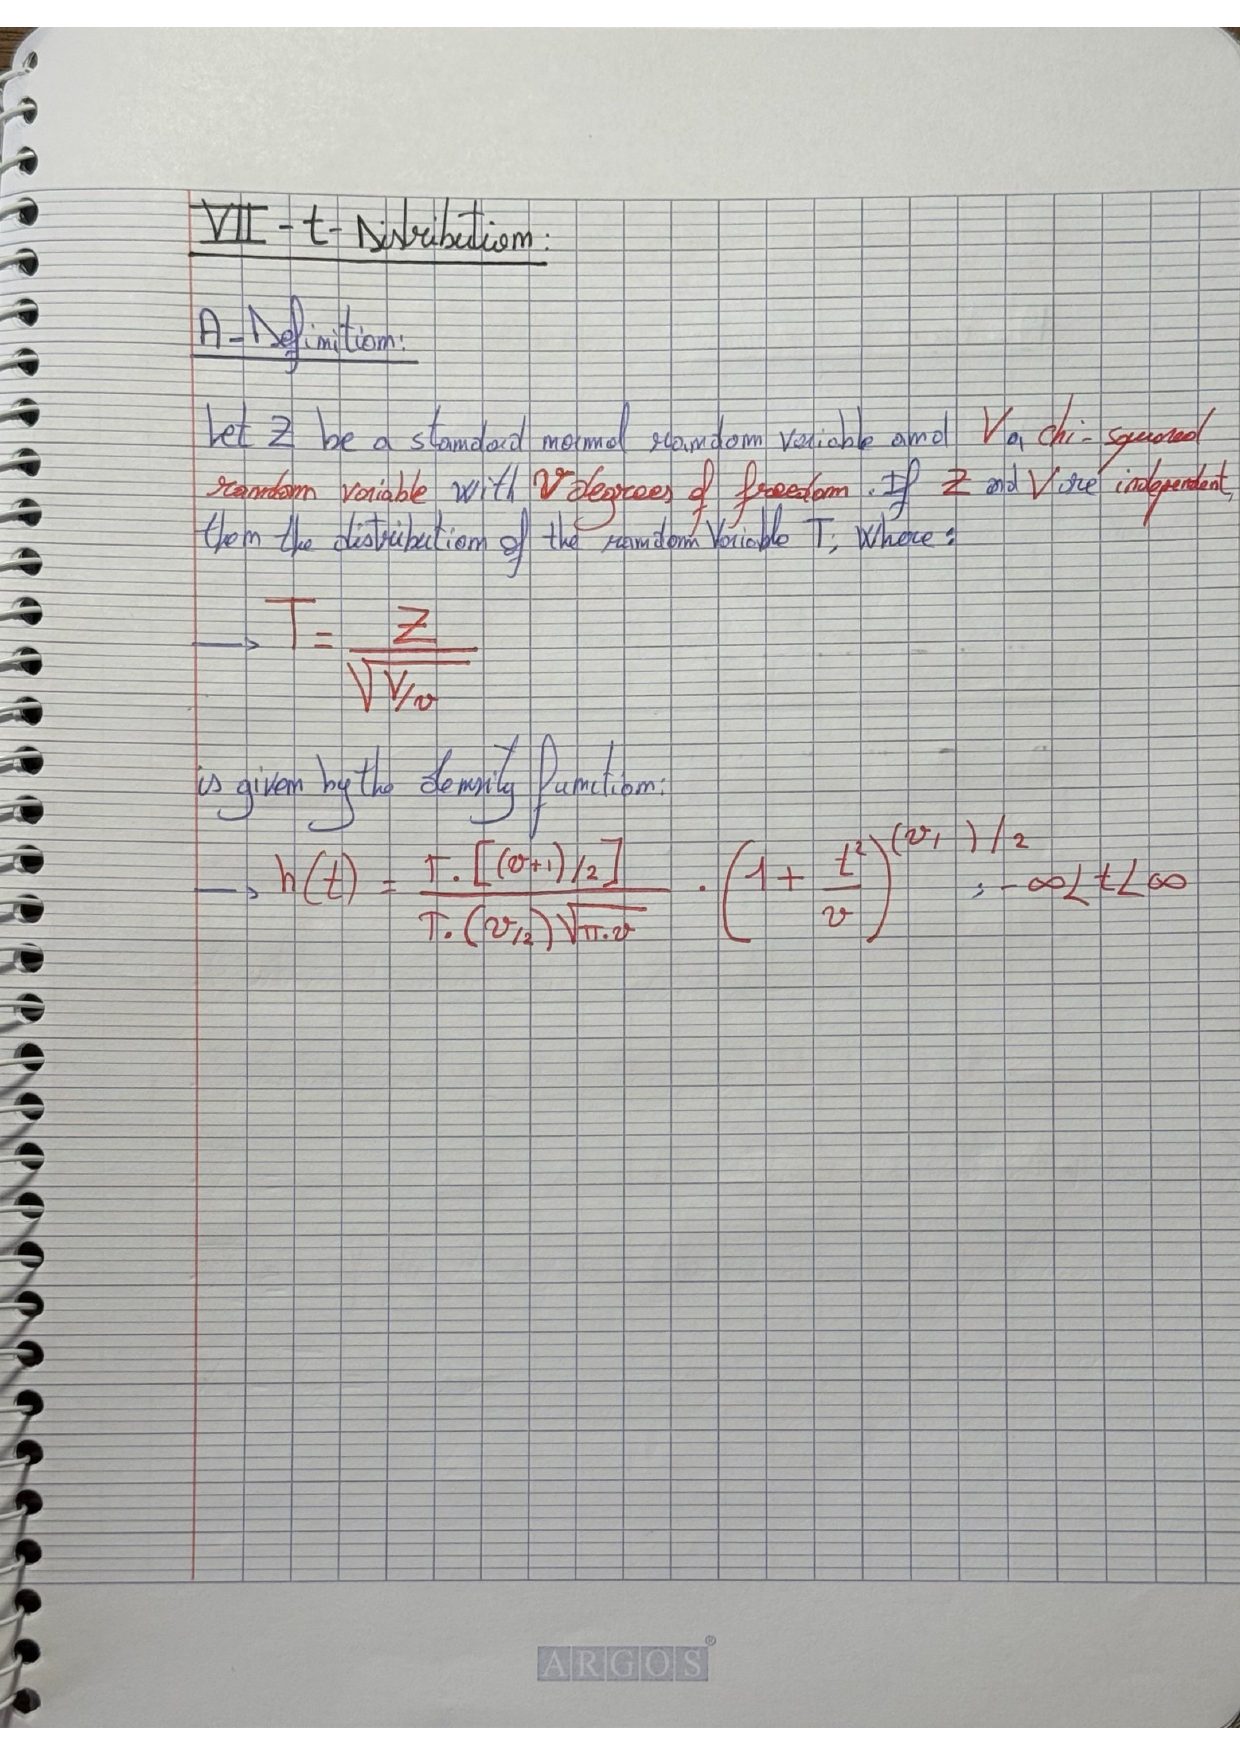 VII - t - Distribution:
A - Definition:
Let Z be a standard normal random variable and V a chi-squared
random variable with v degrees of freedom. If Z and V are independent,
then the distribution of the random Variable T, Where:
→ T = Z / √(V/v)
is given by the density function:
→ h(t) = Γ.[(v+1)/2] / Γ.(v/2)√(π.v) . (1 + t²/v)^(v, )/2 ; -∞ < t < ∞
ARGOS®